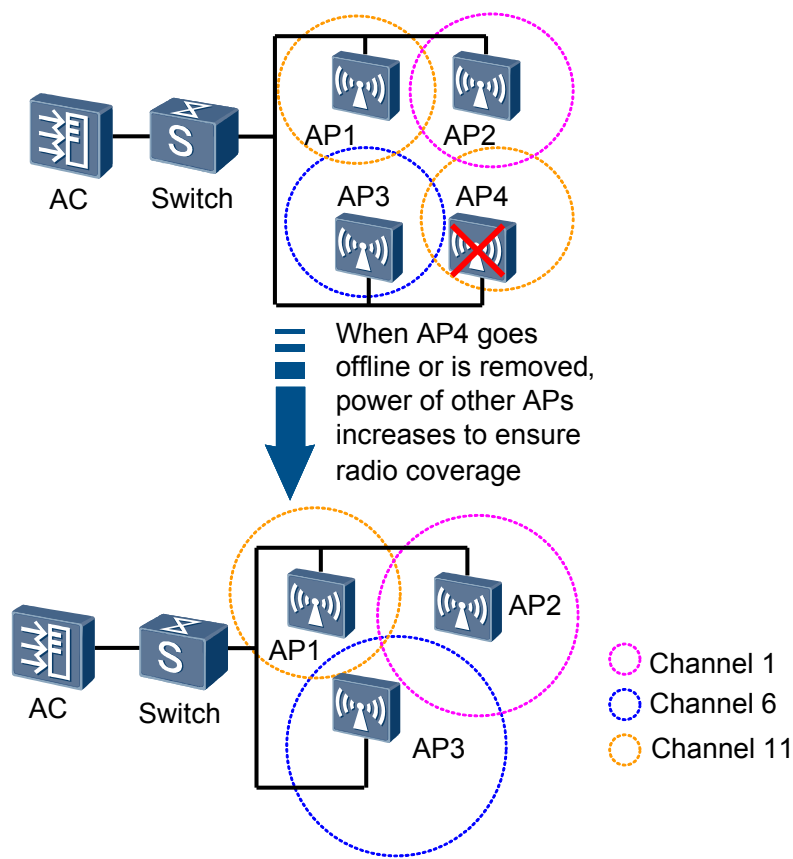 AP1
AP2
S
AC
Switch
AP3
AP4
When AP4 goes
offline or is removed,
power of other APs
increases to ensure
radio coverage
AP2
AP1
S
AC
Switch
AP3
Channel 1
Channel 6
Channel 11